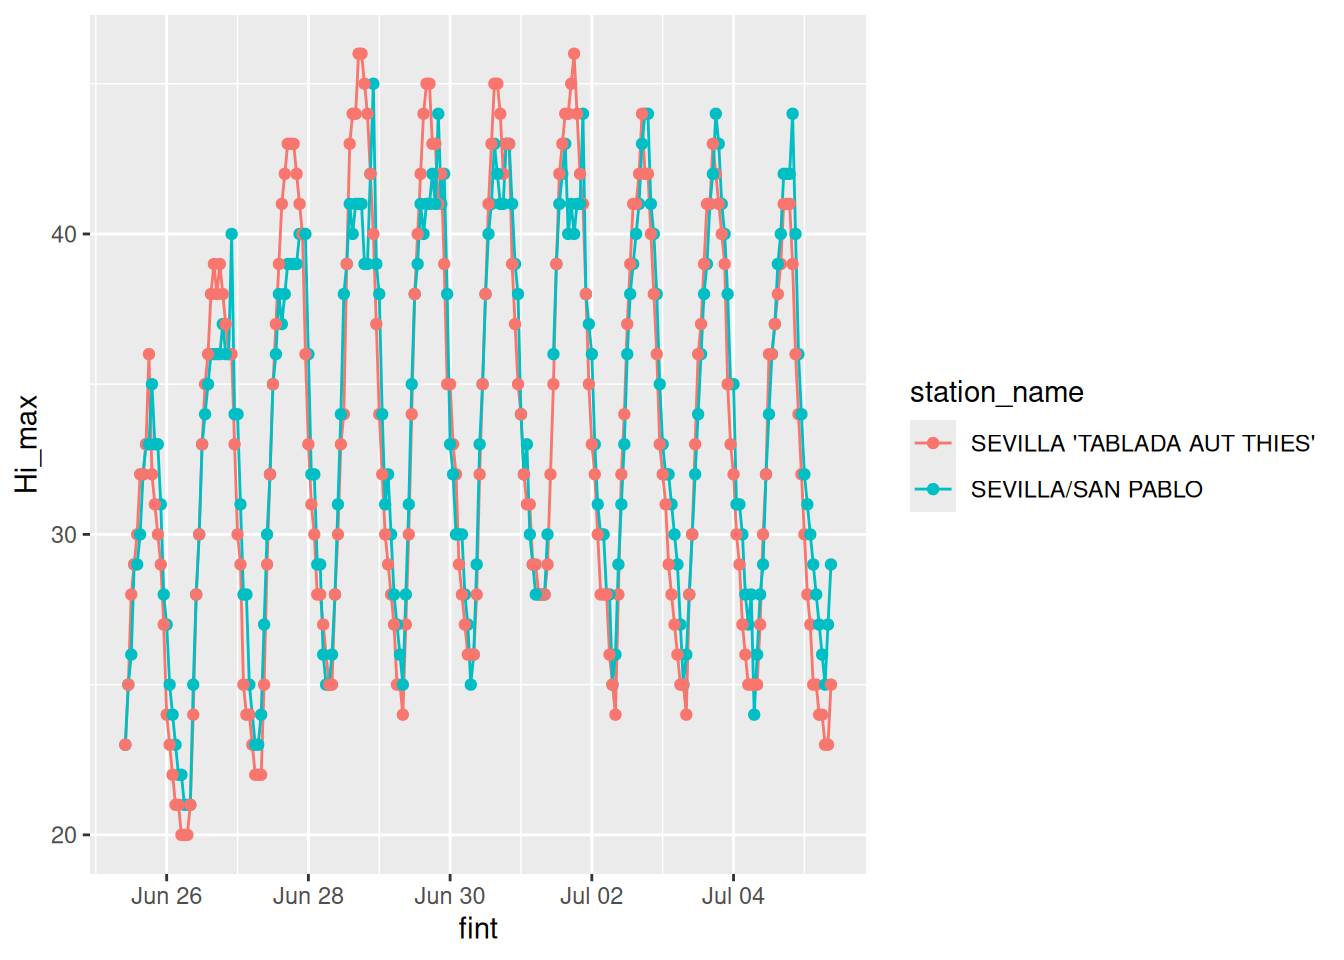 Hi_max
40
30
20
Jun 26
Jun 28
Jun 30
Jul 02
Jul 04
fint
station_name
SEVILLA 'TABLADA AUT THIES'
SEVILLA/SAN PABLO